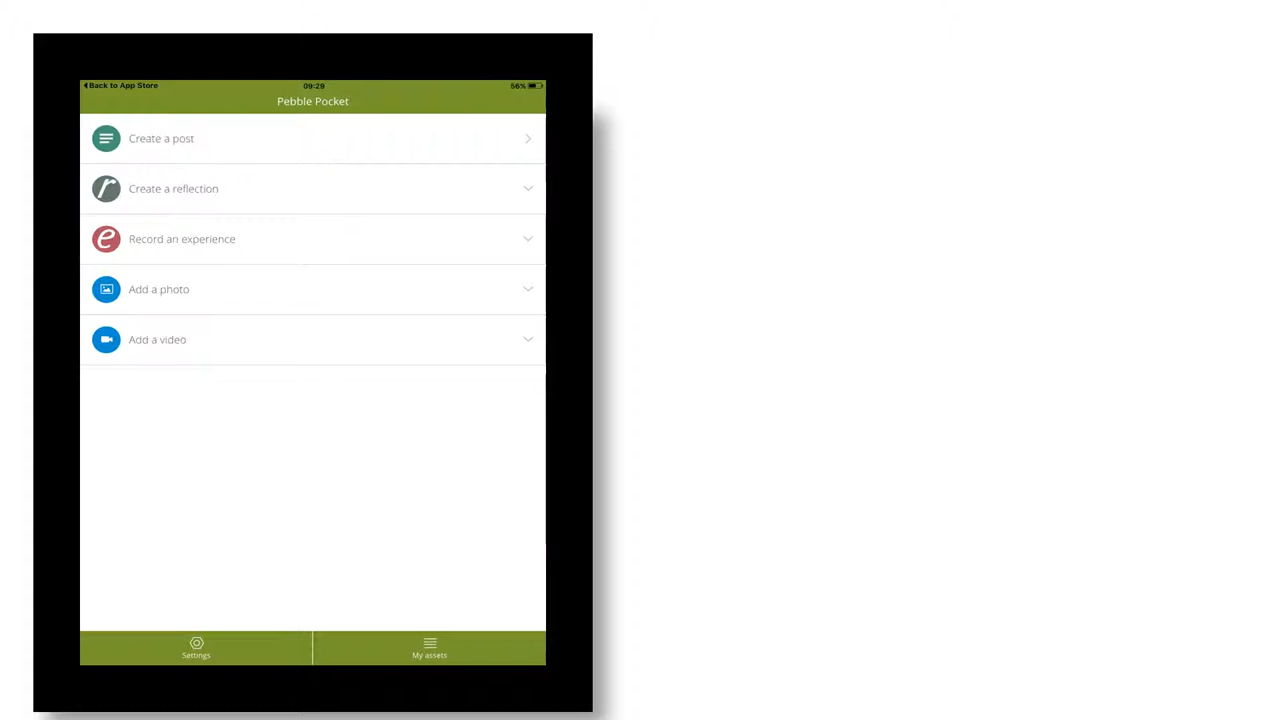 Back to App Store 09:29 56%
Pebble Pocket
Create a post
Create a reflection
Record an experience
Add a photo
Add a video
Settings My assets